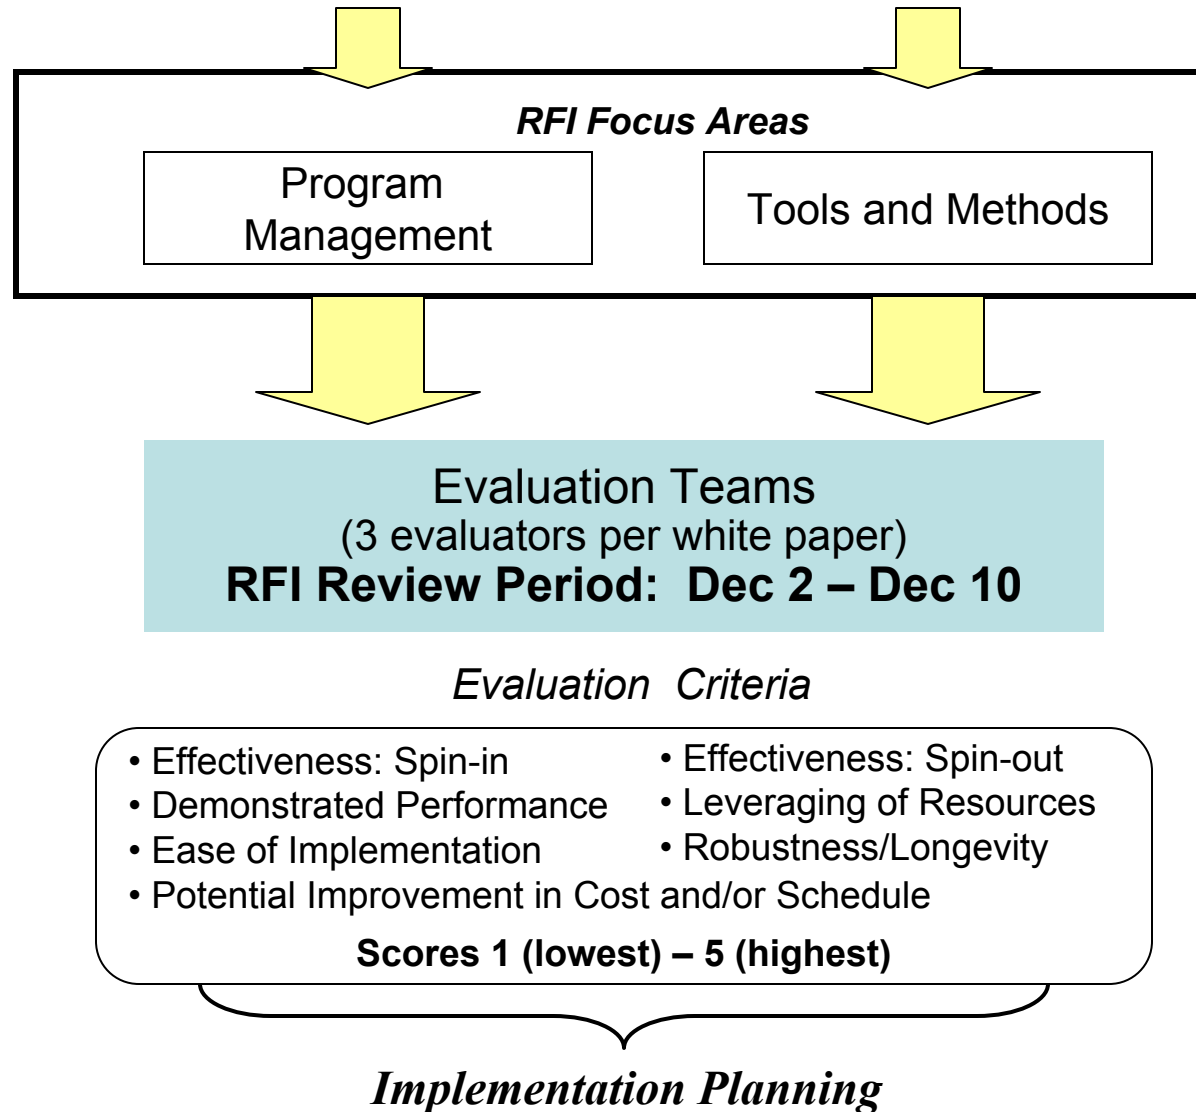 RFI Focus Areas
Program
Management
Tools and Methods
Evaluation Teams
(3 evaluators per white paper)
RFI Review Period:  Dec 2 – Dec 10
Evaluation  Criteria
• Effectiveness: Spin-in
• Demonstrated Performance
• Ease of Implementation
• Effectiveness: Spin-out
• Leveraging of Resources
• Robustness/Longevity
• Potential Improvement in Cost and/or Schedule
Scores 1 (lowest) – 5 (highest)
Implementation Planning